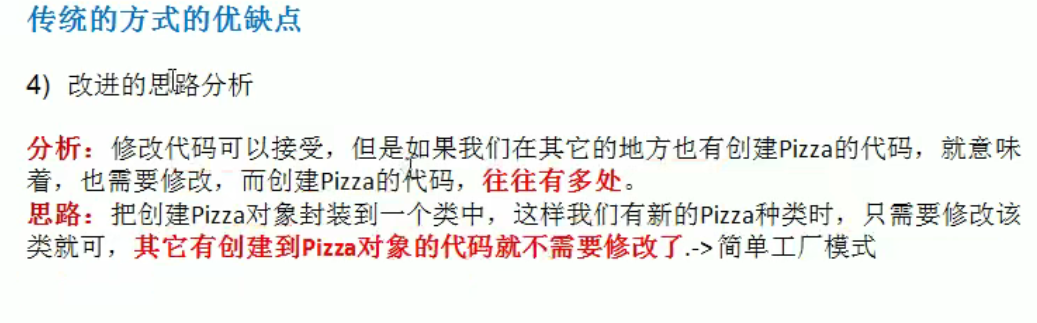 传统的方式的优缺点
4) 改进的思路分析
分析：修改代码可以接受，但是如果我们在其它的地方也有创建Pizza的代码，就意味
着，也需要修改，而创建Pizza的代码，往往有多处。
思路：把创建Pizza对象封装到一个类中，这样我们有新的Pizza种类时，只需要修改该
类就可，其它有创建到Pizza对象的代码就不需要修改了.->简单工厂模式